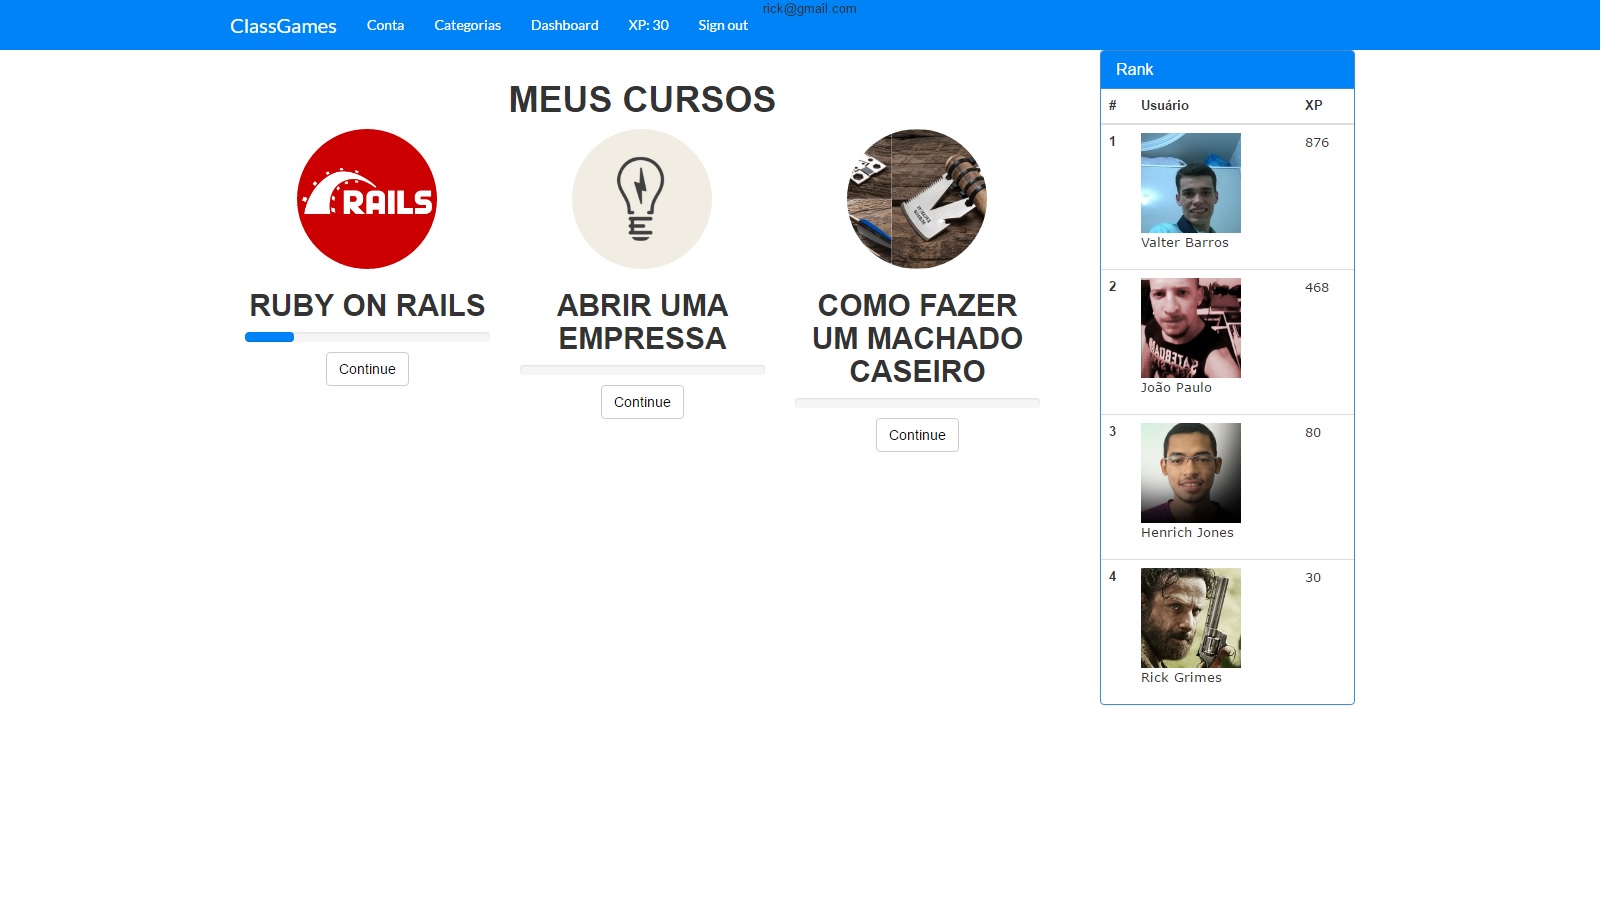 rick@gmail.com
ClassGames Conta Categorias Dashboard XP: 30 Sign out
MEUS CURSOS
RAILS
RUBY ON RAILS
Continue
ABRIR UMA
EMPRESSA
Continue
COMO FAZER
UM MACHADO
CASEIRO
Continue
Rank
# Usuário XP
1 876
Valter Barros
2 468
João Paulo
3 80
Henrich Jones
4 30
Rick Grimes